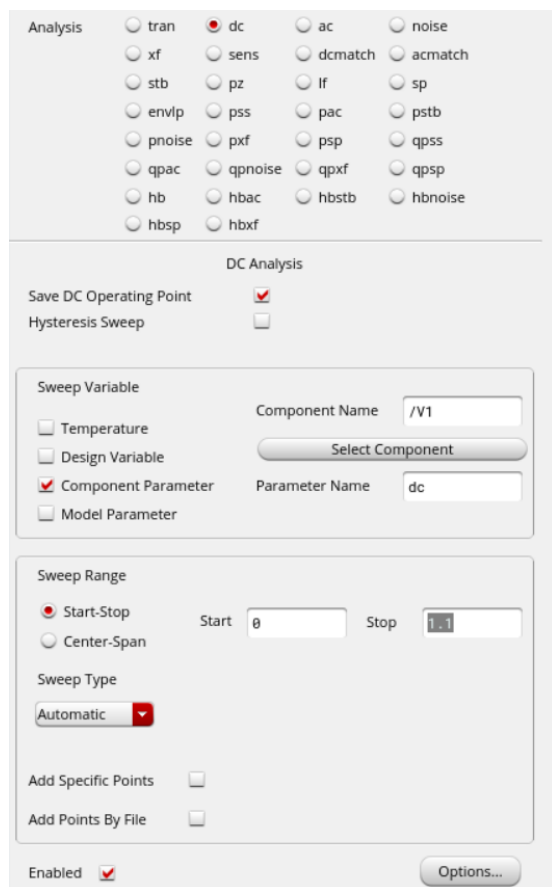 Analysis tran dc ac noise
xf sens dcmatch acmatch
stb pz lf sp
envlp pss pac pstb
pnoise pxf psp qpss
qpac qpnoise qpxf qpsp
hb hbac hbstb hbnoise
hbsp hbxf
DC Analysis
Save DC Operating Point
Hysteresis Sweep
Sweep Variable
Component Name /V1
Temperature
Select Component
Design Variable
Component Parameter Parameter Name dc
Model Parameter
Sweep Range
Start-Stop Start 0 Stop 1.1
Center-Span
Sweep Type
Automatic
Add Specific Points
Add Points By File
Enabled Options...